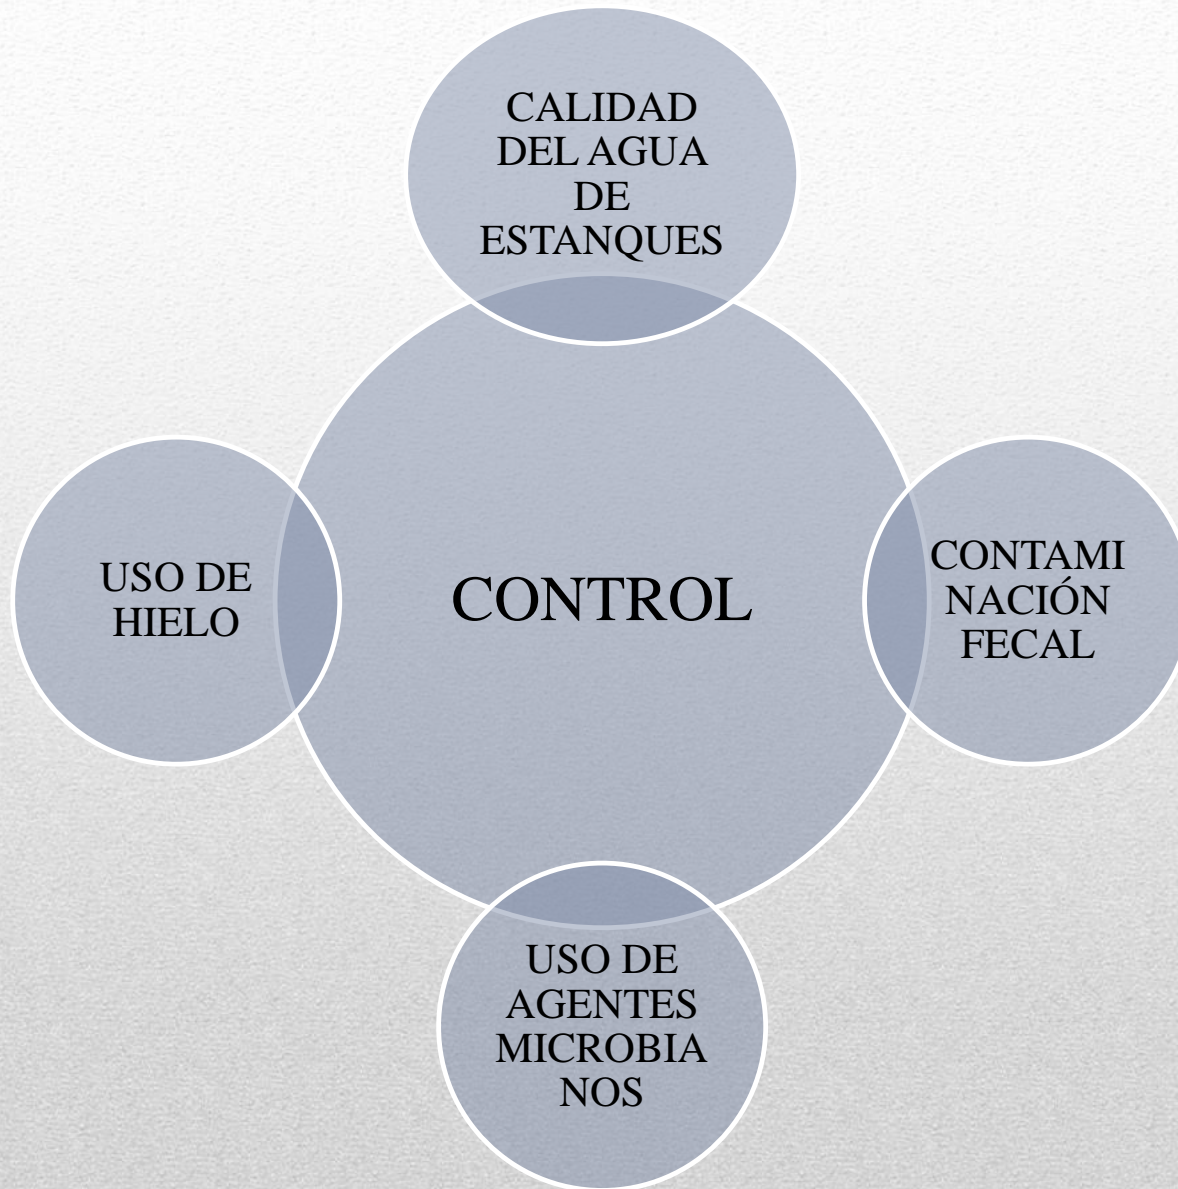 CALIDAD
DEL AGUA
DE
ESTANQUES
USO DE
HIELO
CONTROL
CONTAMI
NACIÓN
FECAL
USO DE
AGENTES
MICROBIA
NOS